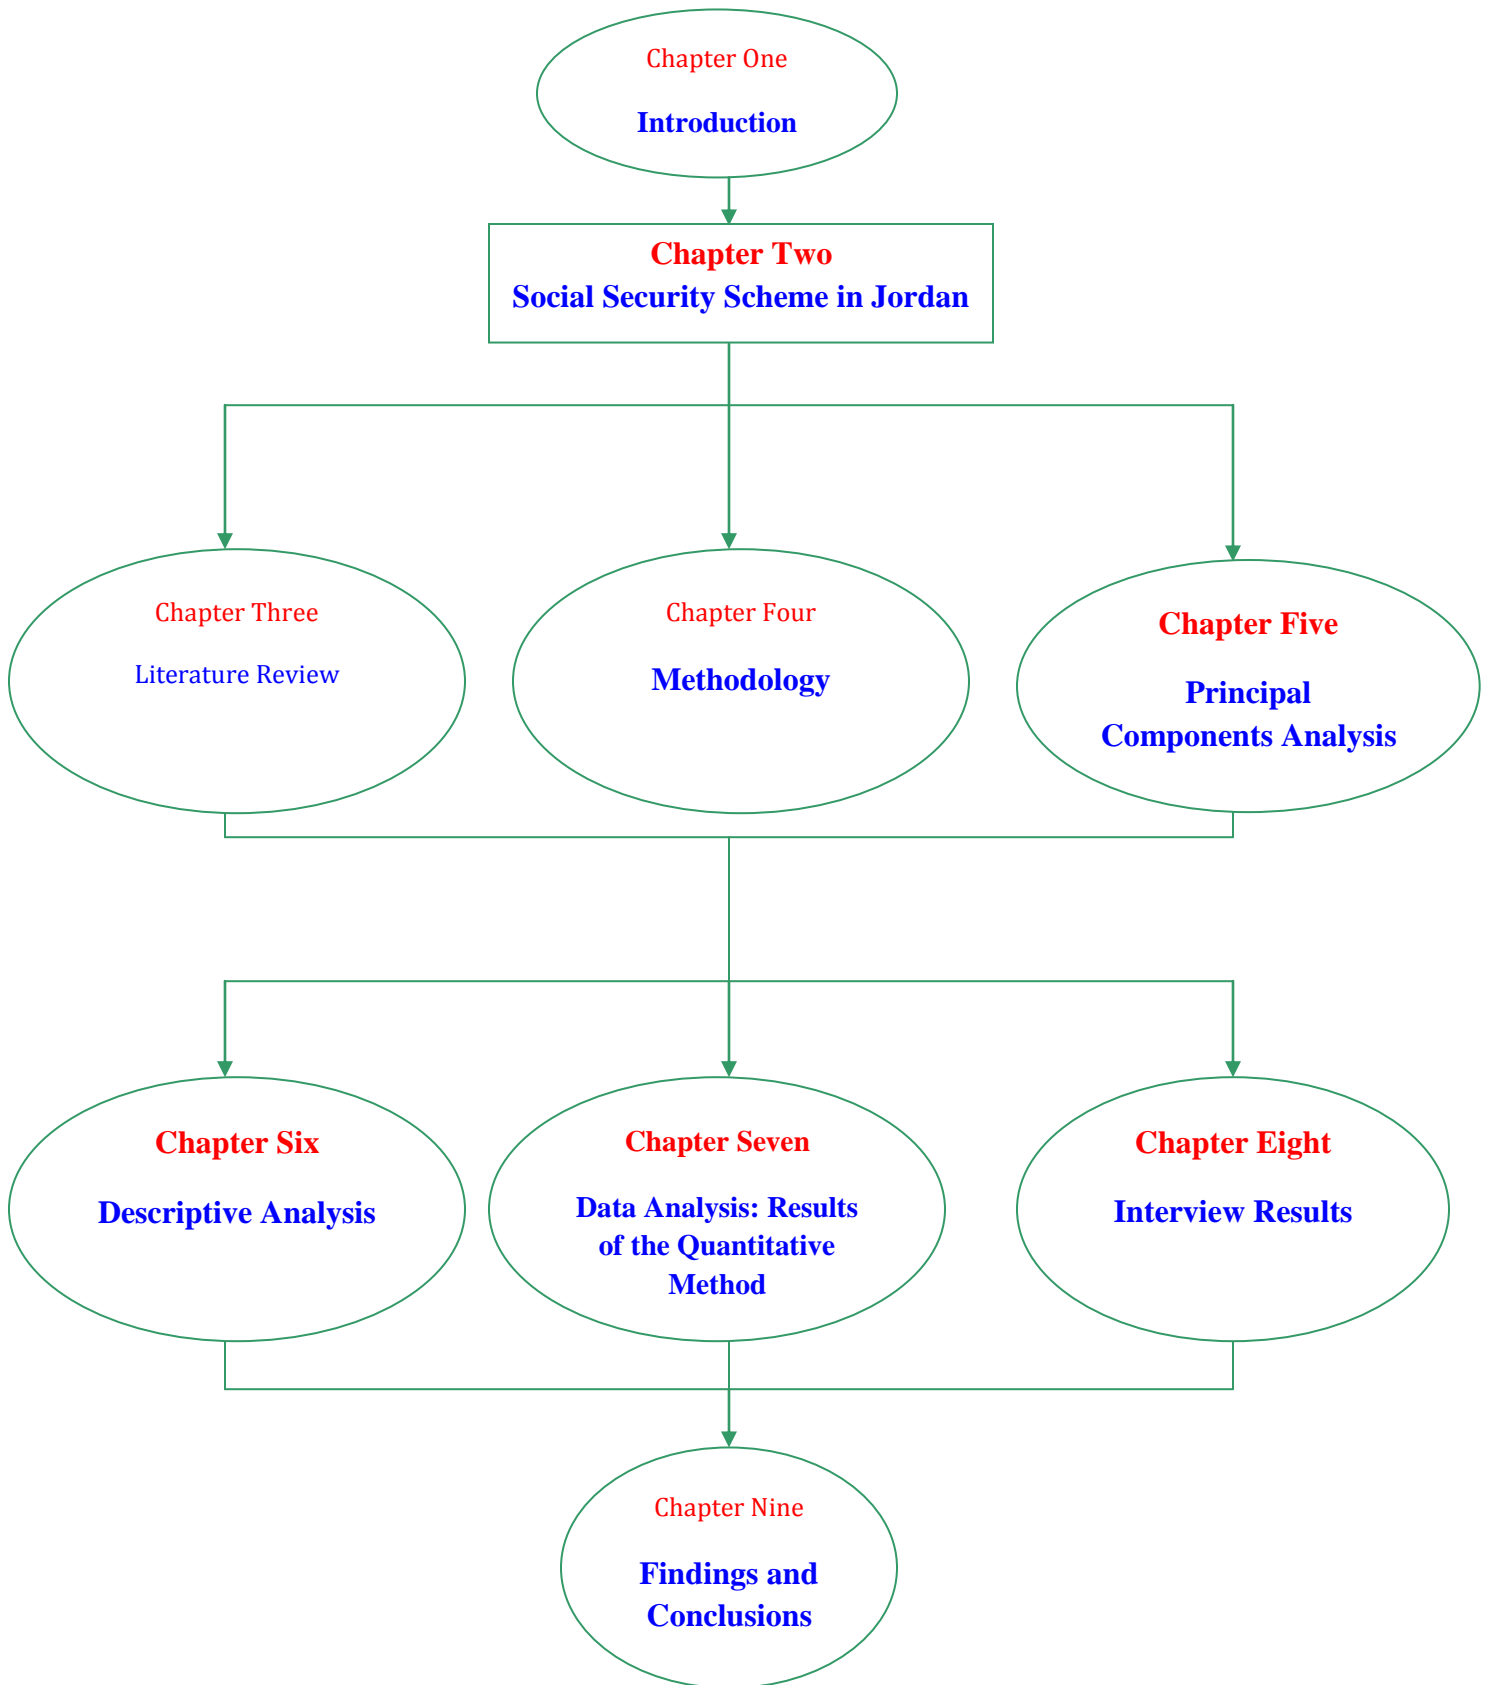 Chapter One
Introduction
Chapter Two
Social Security Scheme in Jordan
Chapter Three
Literature Review
Chapter Four
Methodology
Chapter Five
Principal
Components Analysis
Chapter Six
Descriptive Analysis
Chapter Seven
Data Analysis: Results
of the Quantitative
Method
Chapter Eight
Interview Results
Chapter Nine
Findings and
Conclusions